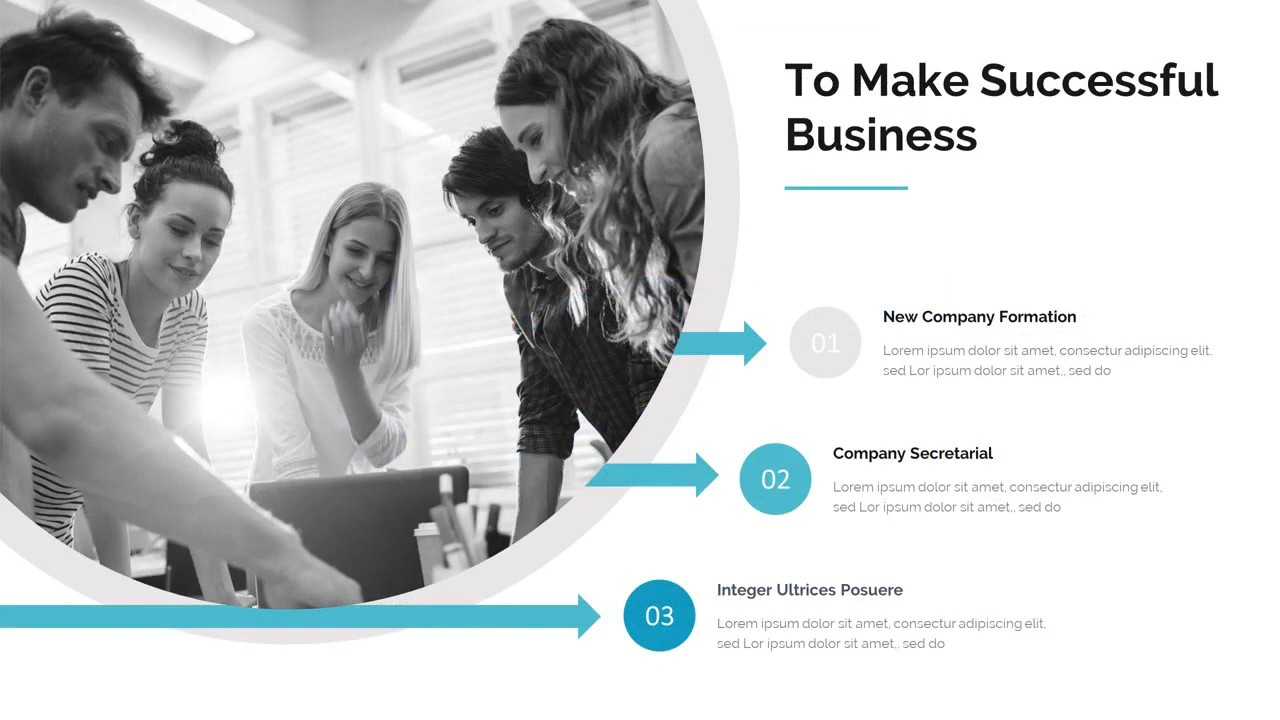 To Make Successful
Business
01
New Company Formation
Lorem ipsum dolor sit amet, consectur adipiscing elit,
sed Lor ipsum dolor sit amet,, sed do
02
Company Secretarial
Lorem ipsum dolor sit amet, consectur adipiscing elit,
sed Lor ipsum dolor sit amet,, sed do
03
Integer Ultrices Posuere
Lorem ipsum dolor sit amet, consectur adipiscing elit,
sed Lor ipsum dolor sit amet,, sed do